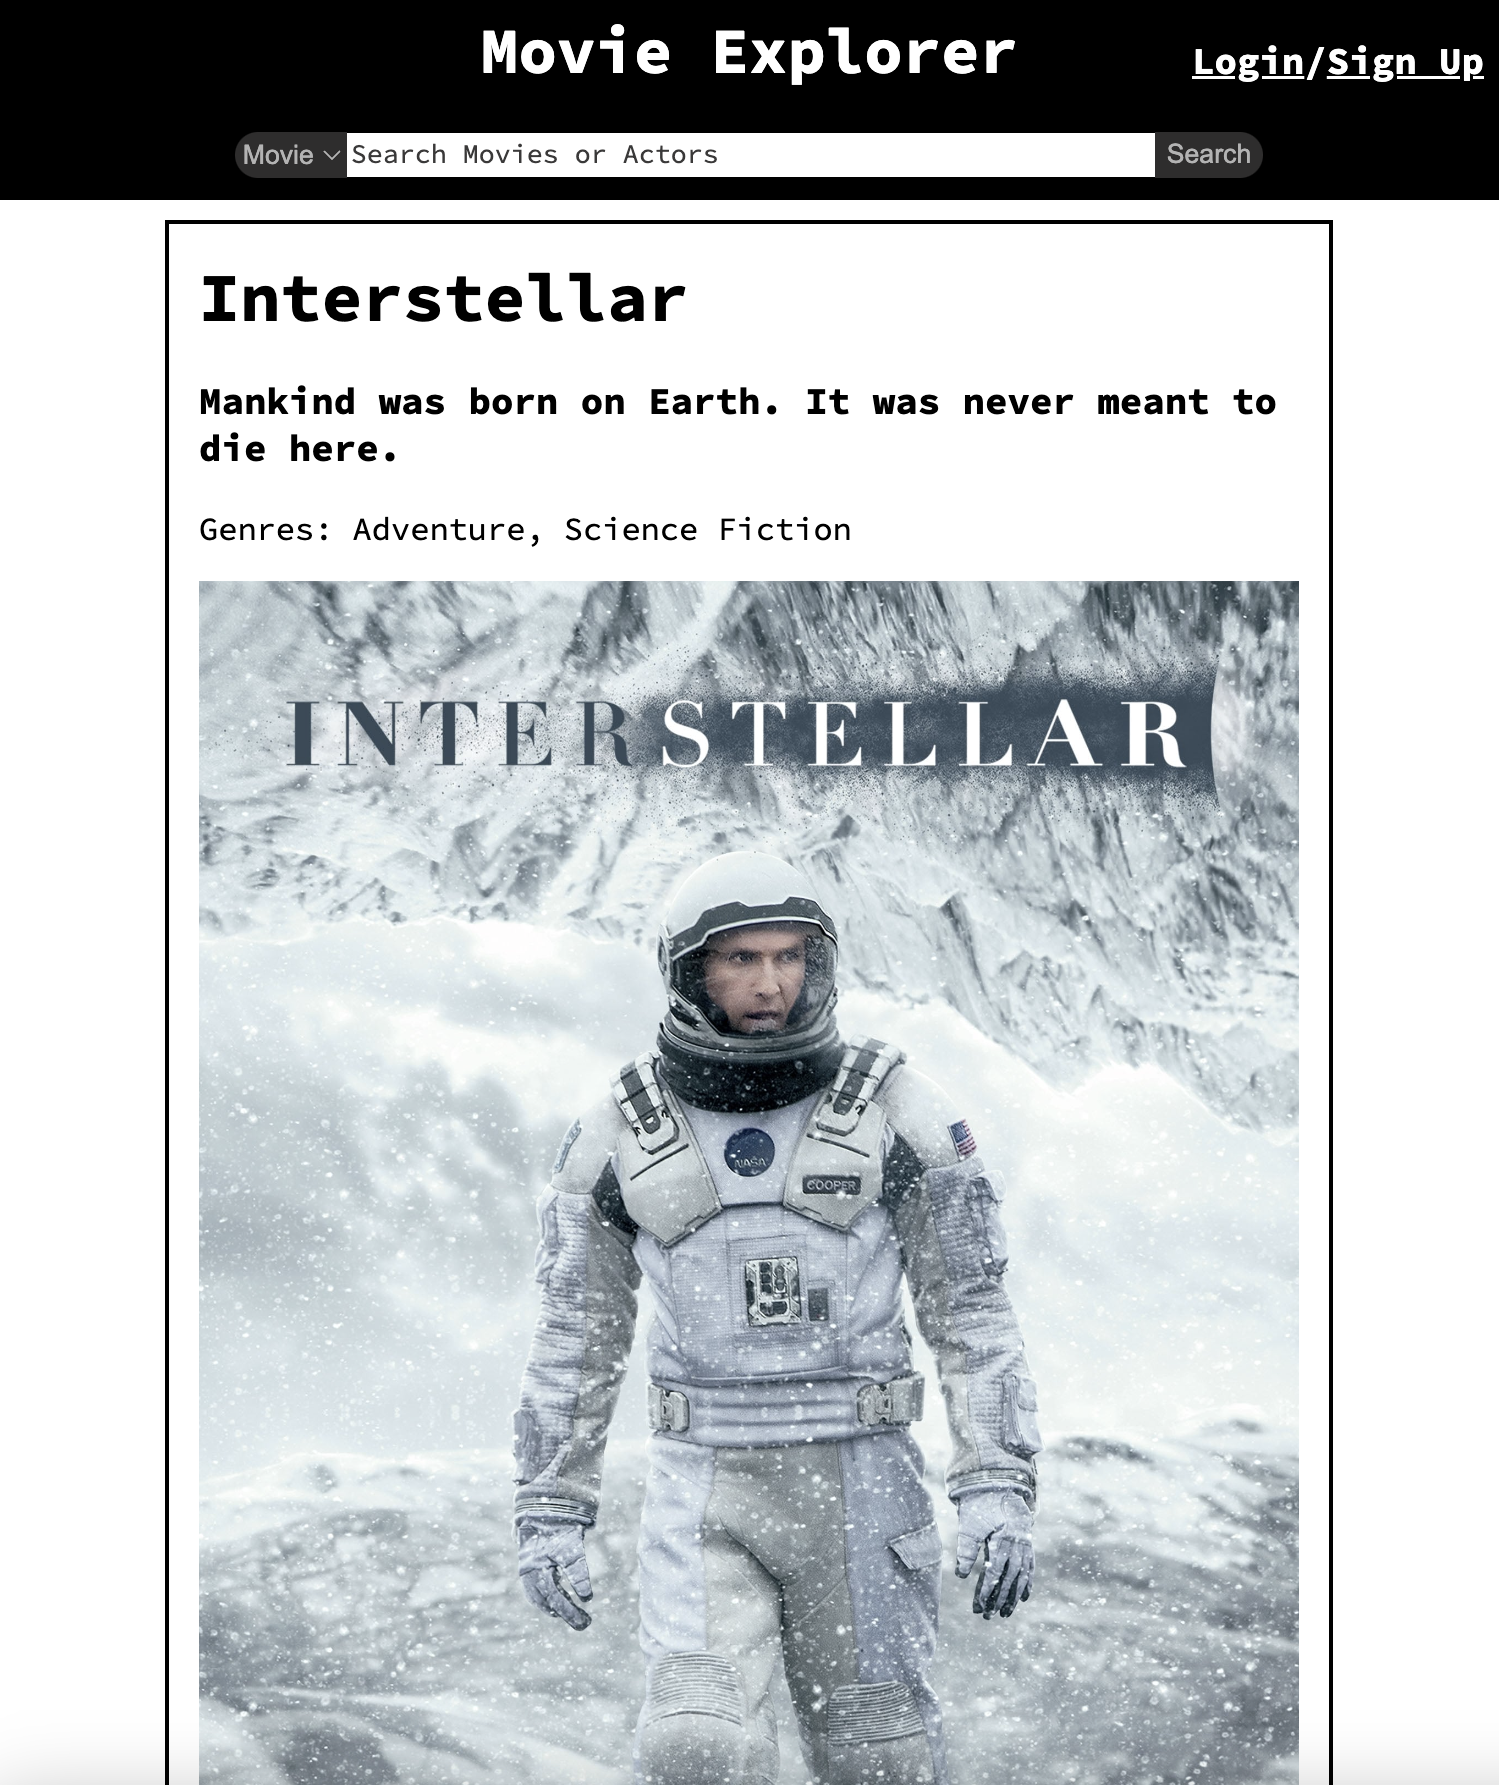 Movie Explorer
Login/Sign Up
Movie
Search Movies or Actors
Search
Interstellar
Mankind was born on Earth. It was never meant to
die here.
Genres: Adventure, Science Fiction
INTERSTELLAR
NASA
COOPER